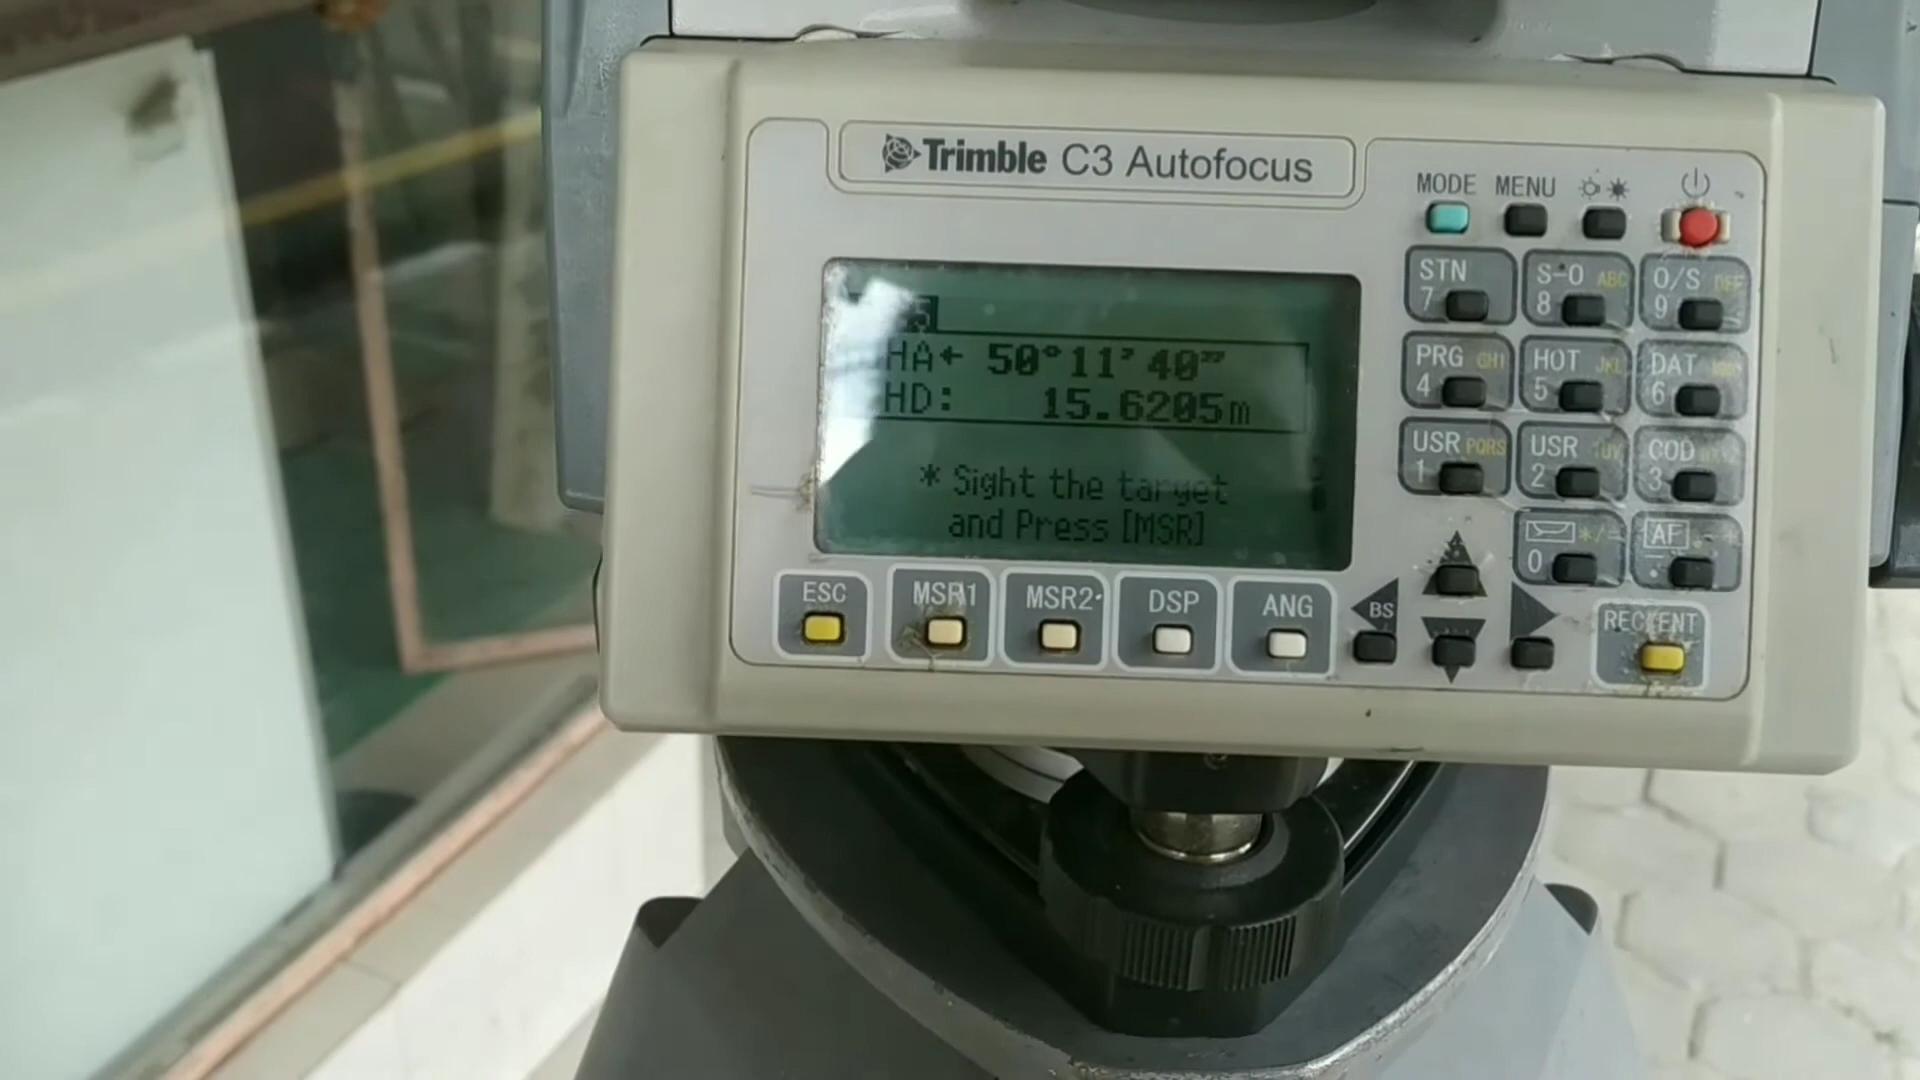 Trimble C3 Autofocus
MODE MENU
STN 7
S-O ABC 8
O/S DEF 9
HA← 50°11'40"
HD: 15.6205m
* Sight the target
and Press [MSR]
PRG GHI 4
HOT JKL 5
DAT 6
USR PQRS 1
USR TUV 2
COD 3
*/= 0
AF
ESC MSR1 MSR2 DSP ANG
BS
REC/ENT